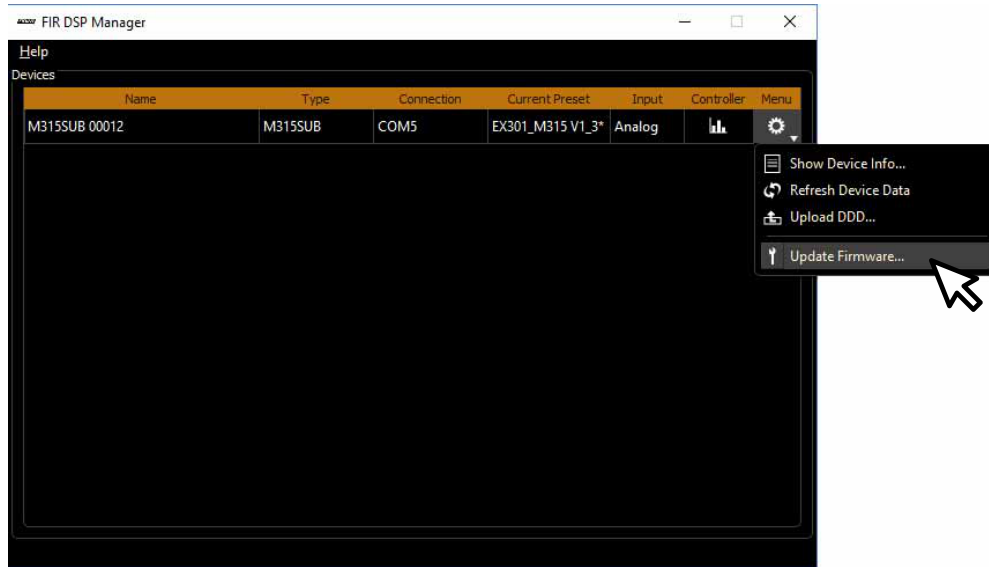 FIR DSP Manager
Help
Devices
Name Type Connection Current Preset Input Controller Menu
M315SUB 00012 M315SUB COM5 EX301_M315 V1_3* Analog
Show Device Info...
Refresh Device Data
Upload DDD...
Update Firmware...